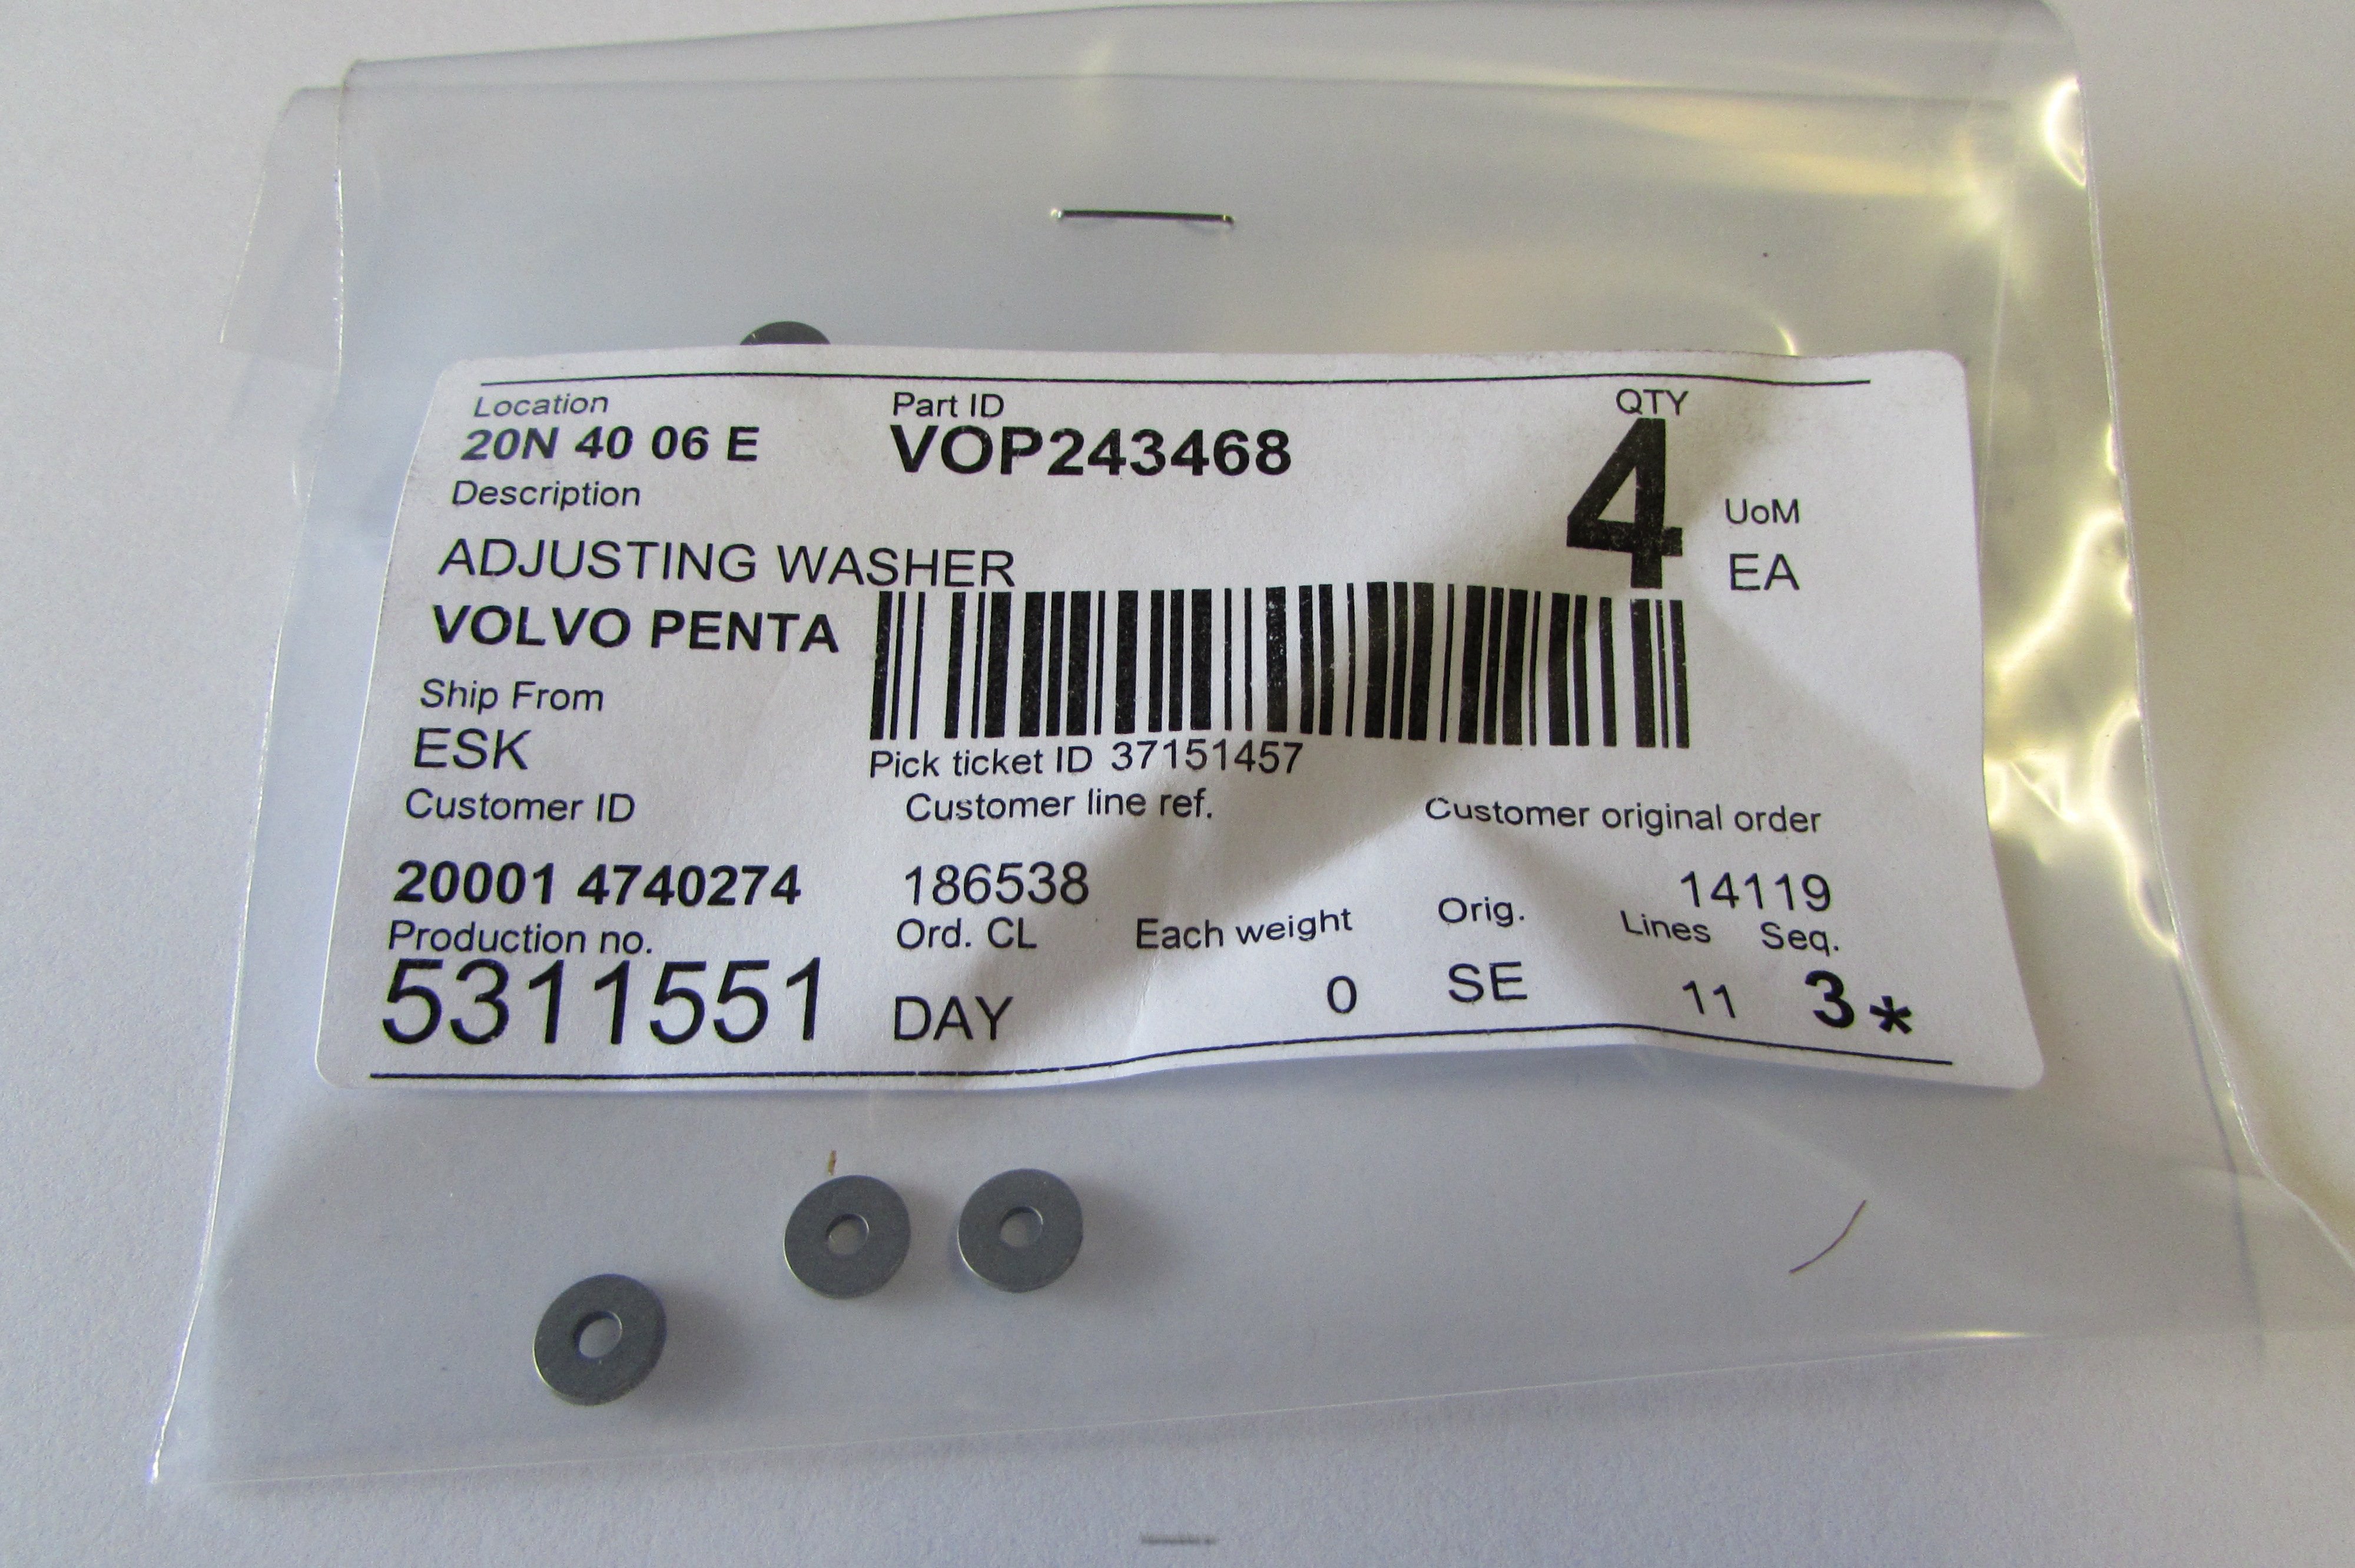 Location Part ID QTY
20N 40 06 E VOP243468 4
Description UoM
ADJUSTING WASHER EA
VOLVO PENTA
Ship From
ESK Pick ticket ID 37151457
Customer ID Customer line ref. Customer original order
20001 4740274 186538 14119
Production no. Ord. CL Each weight Orig. Lines Seq.
5311551 DAY 0 SE 11 3*